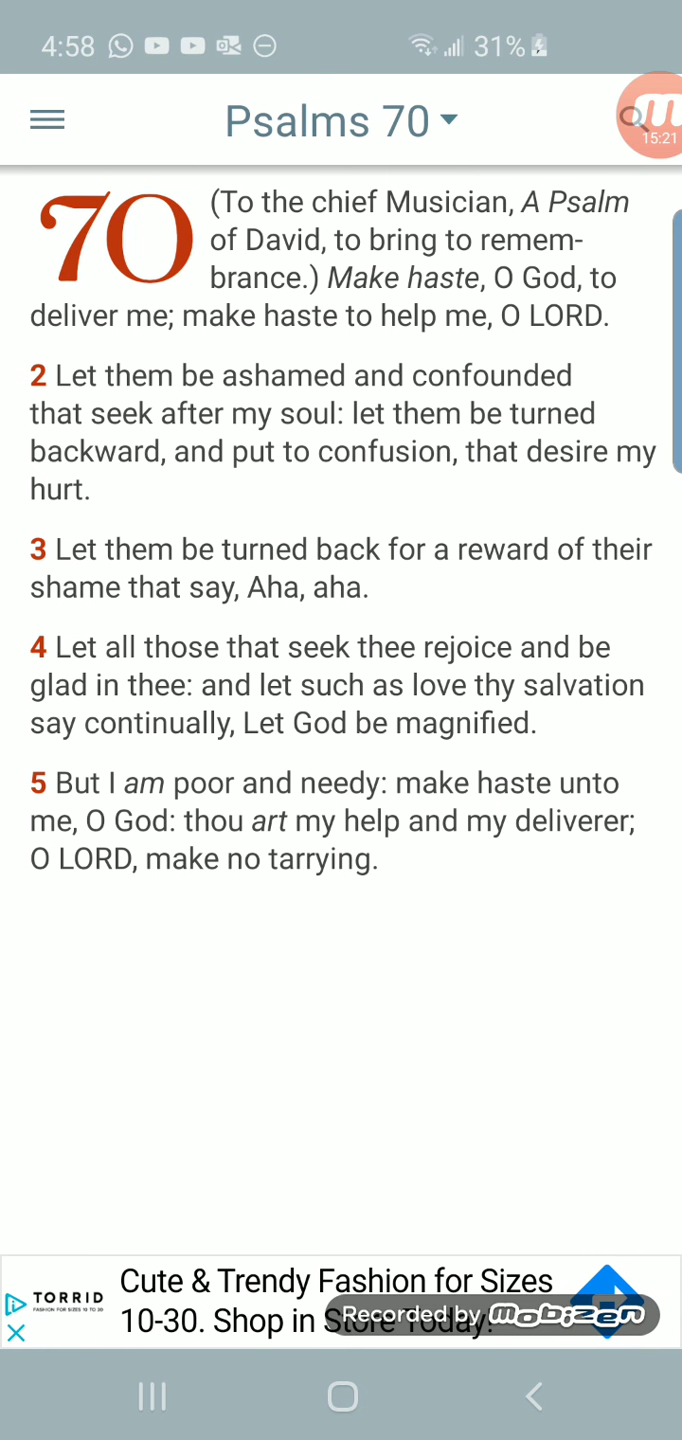 4:58
31%
Psalms 70
15:21
70 (To the chief Musician, A Psalm
of David, to bring to remem-
brance.) Make haste, O God, to
deliver me; make haste to help me, O LORD.
2 Let them be ashamed and confounded
that seek after my soul: let them be turned
backward, and put to confusion, that desire my
hurt.
3 Let them be turned back for a reward of their
shame that say, Aha, aha.
4 Let all those that seek thee rejoice and be
glad in thee: and let such as love thy salvation
say continually, Let God be magnified.
5 But I am poor and needy: make haste unto
me, O God: thou art my help and my deliverer;
O LORD, make no tarrying.
TORRID
FASHION FOR SIZES 10 TO 30
Cute & Trendy Fashion for Sizes
10-30. Shop in Store Today!
Recorded by mobizen